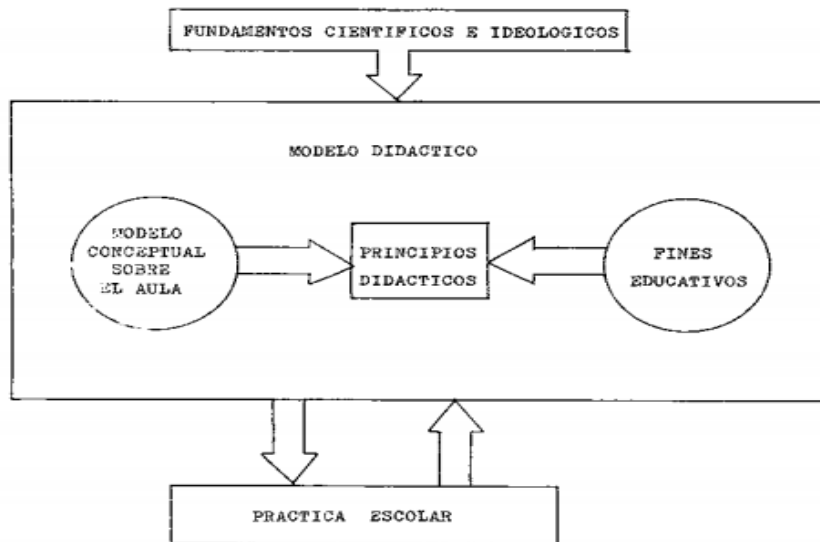 FUNDAMENTOS CIENTIFICOS E IDEOLOGICOS
MODELO DIDACTICO
MODELO
CONCEPTUAL
SOBRE
EL AULA
PRINCIPIOS
DIDACTICOS
FINES
EDUCATIVOS
PRACTICA ESCOLAR